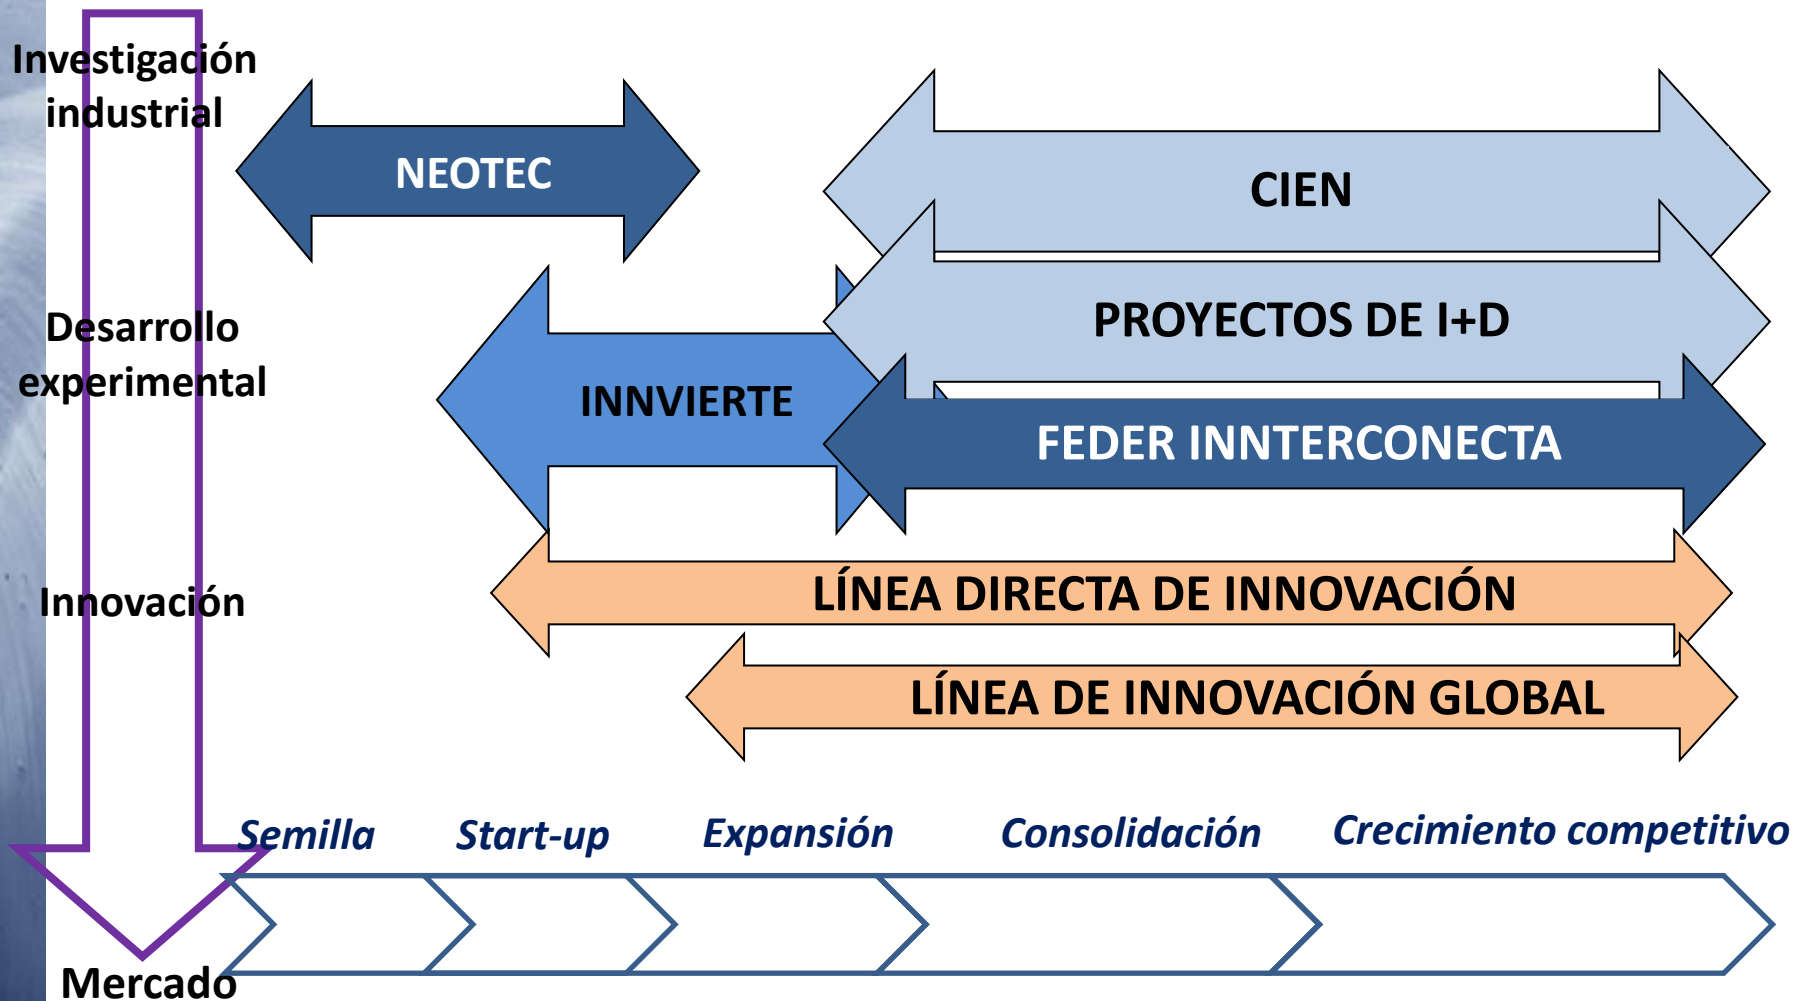 Investigación
industrial
NEOTEC
CIEN
PROYECTOS DE I+D
Desarrollo
experimental
INNVIERTE
FEDER INNTERCONECTA
LÍNEA DIRECTA DE INNOVACIÓN
Innovación
LÍNEA DE INNOVACIÓN GLOBAL
Semilla
Start-up
Expansión
Consolidación
Crecimiento competitivo
Mercado